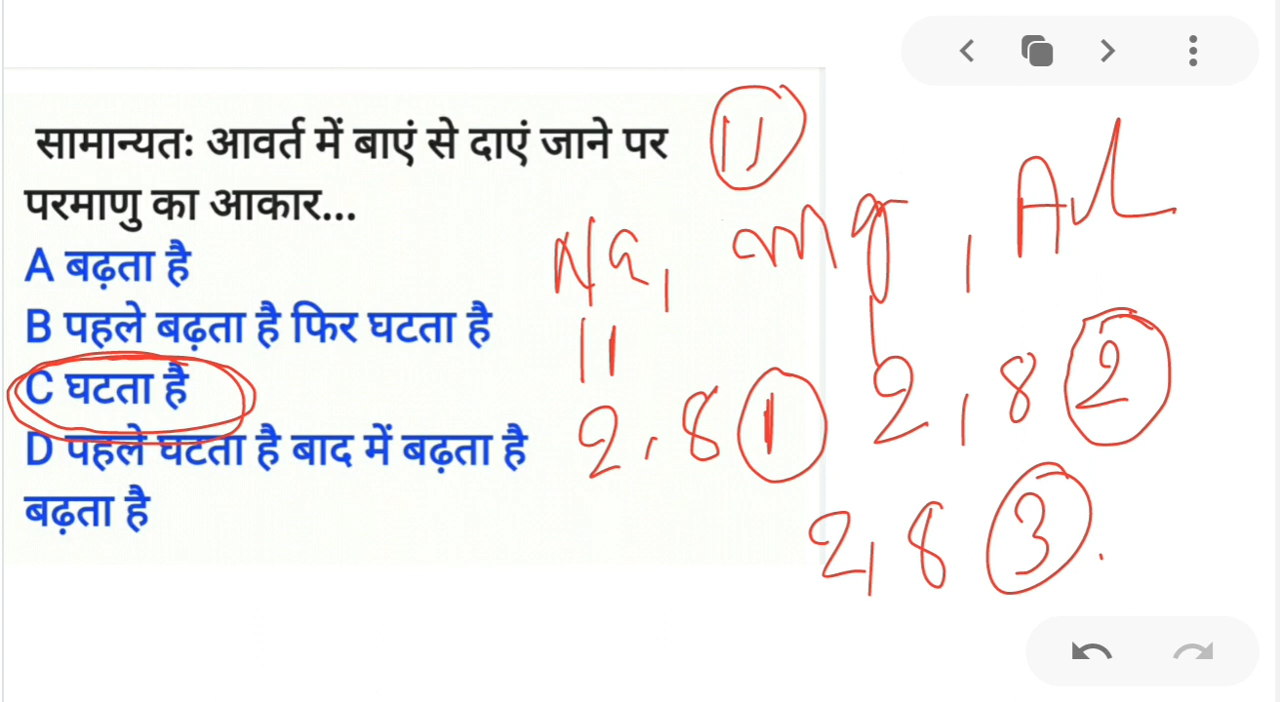 सामान्यतः आवर्त में बाएं से दाएं जाने पर
परमाणु का आकार...
A बढ़ता है
B पहले बढ़ता है फिर घटता है
C घटता है
D पहले घटता है बाद में बढ़ता है
बढ़ता है
11
Na, mg, Al
11
2,8 1
2,8 2
2,8 3